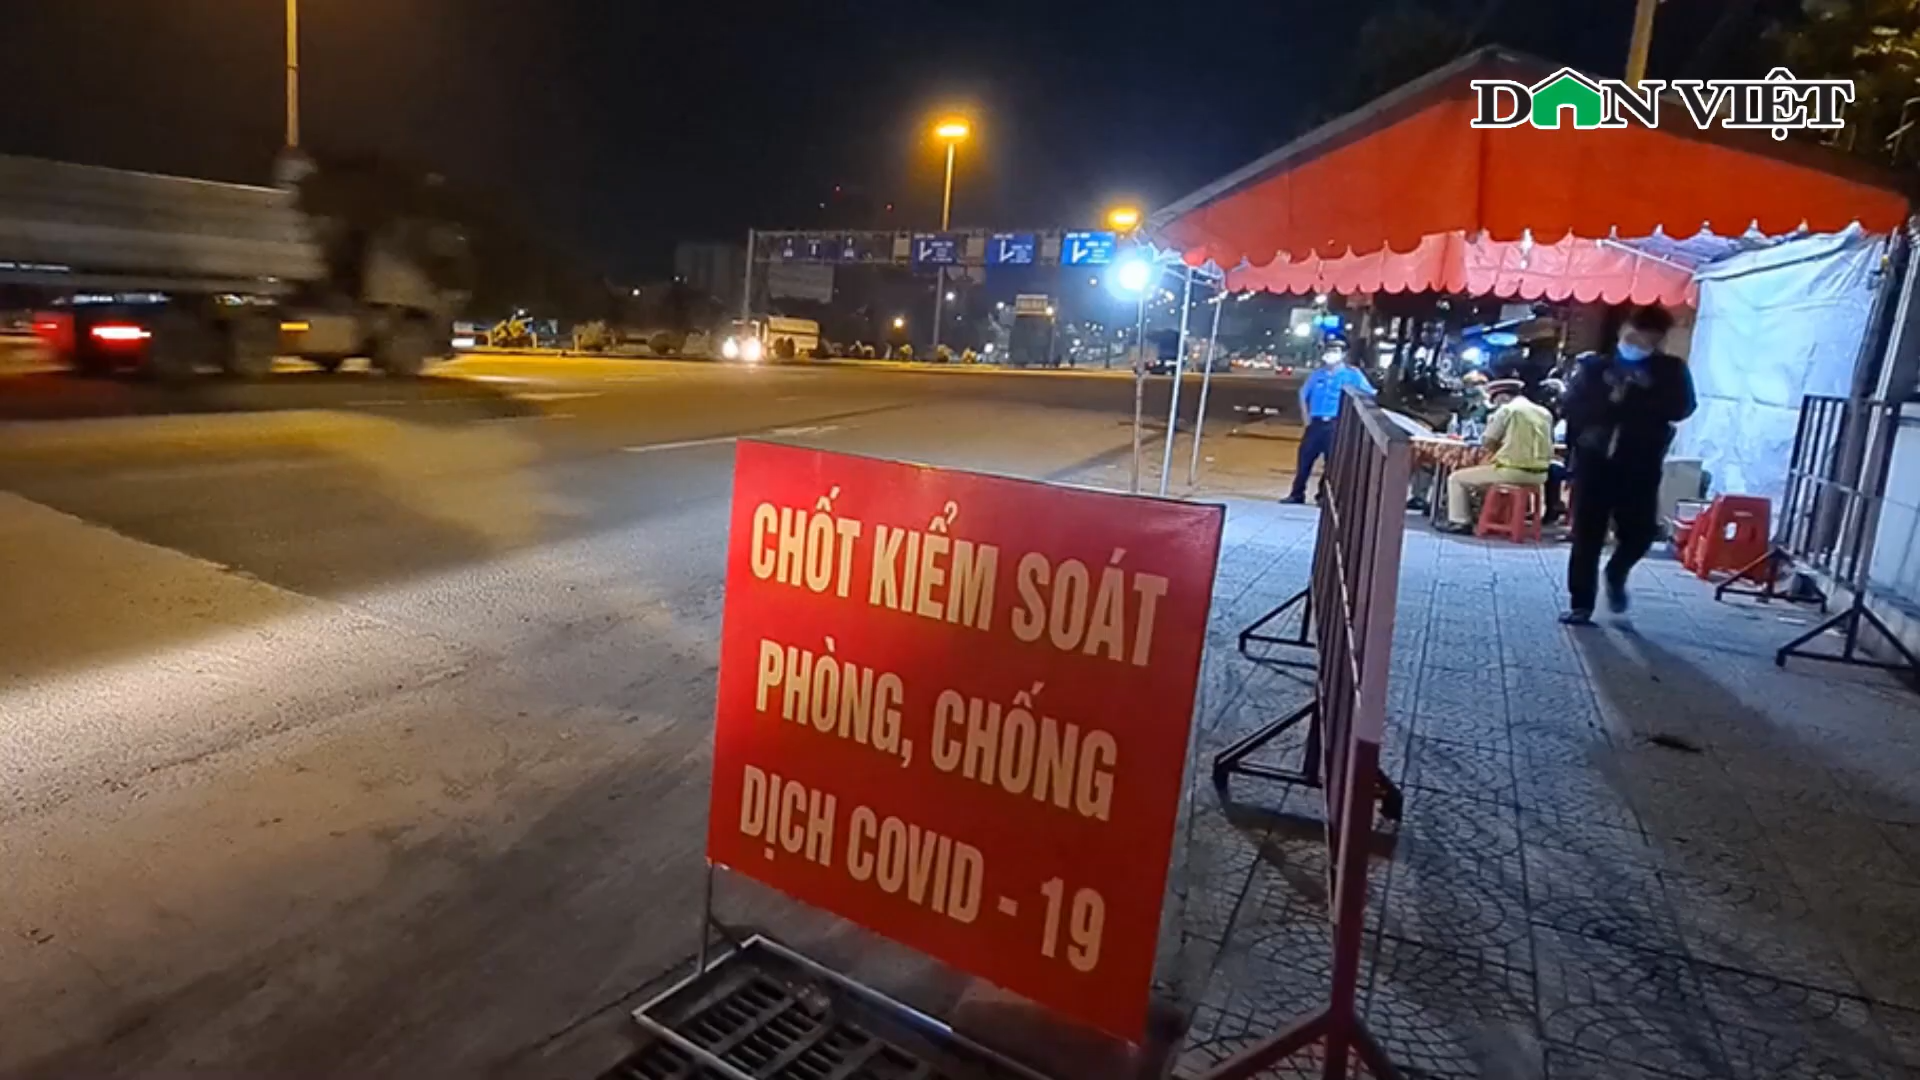 DÂN VIỆT
CHỐT KIỂM SOÁT
PHÒNG, CHỐNG
DỊCH COVID - 19